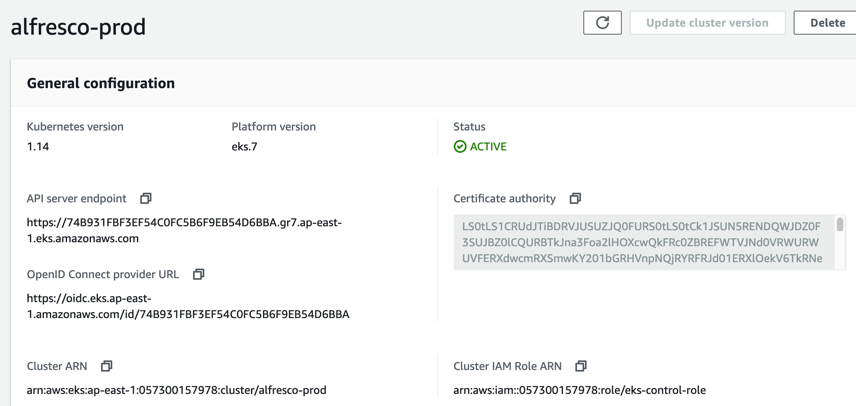 alfresco-prod
Update cluster version
Delete
General configuration
Kubernetes version
1.14
Platform version
eks.7
Status
ACTIVE
API server endpoint
https://74B931FBF3EF54C0FC5B6F9EB54D6BBA.gr7.ap-east-
1.eks.amazonaws.com
Certificate authority
LS0tLS1CRUdJTiBDRVJUSUZJQ0FURS0tLS0tCk1JSUN5RENDQWJDZ0F
3SUJBZ0lCQURBTkJna3Foa2lHOXcwQkFRc0ZBREFWTVJNd0VRWURW
UVFERXdwcmRXSmwKY201bGRHVnpNQjRYRFRJd01ERXlOekV6TkRNe
OpenID Connect provider URL
https://oidc.eks.ap-east-
1.amazonaws.com/id/74B931FBF3EF54C0FC5B6F9EB54D6BBA
Cluster ARN
arn:aws:eks:ap-east-1:057300157978:cluster/alfresco-prod
Cluster IAM Role ARN
arn:aws:iam::057300157978:role/eks-control-role